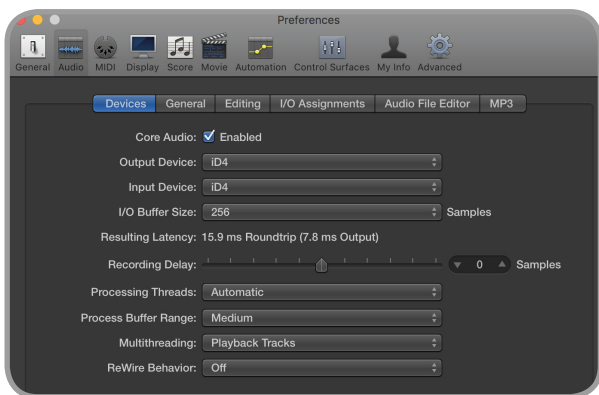 Preferences
General Audio MIDI Display Score Movie Automation Control Surfaces My Info Advanced
Devices General Editing I/O Assignments Audio File Editor MP3
Core Audio: Enabled
Output Device: iD4
Input Device: iD4
I/O Buffer Size: 256 Samples
Resulting Latency: 15.9 ms Roundtrip (7.8 ms Output)
Recording Delay: 0 Samples
Processing Threads: Automatic
Process Buffer Range: Medium
Multithreading: Playback Tracks
ReWire Behavior: Off